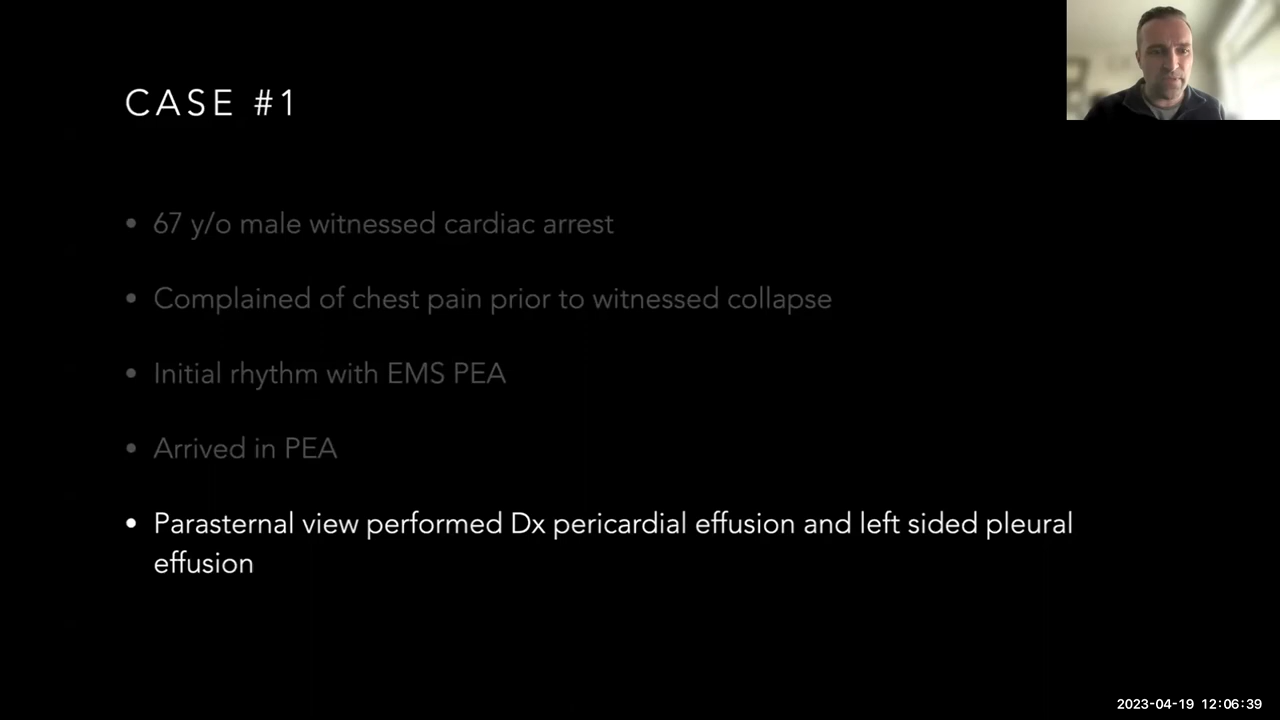 CASE #1
• 67 y/o male witnessed cardiac arrest
• Complained of chest pain prior to witnessed collapse
• Initial rhythm with EMS PEA
• Arrived in PEA
• Parasternal view performed Dx pericardial effusion and left sided pleural
effusion
2023-04-19 12:06:39